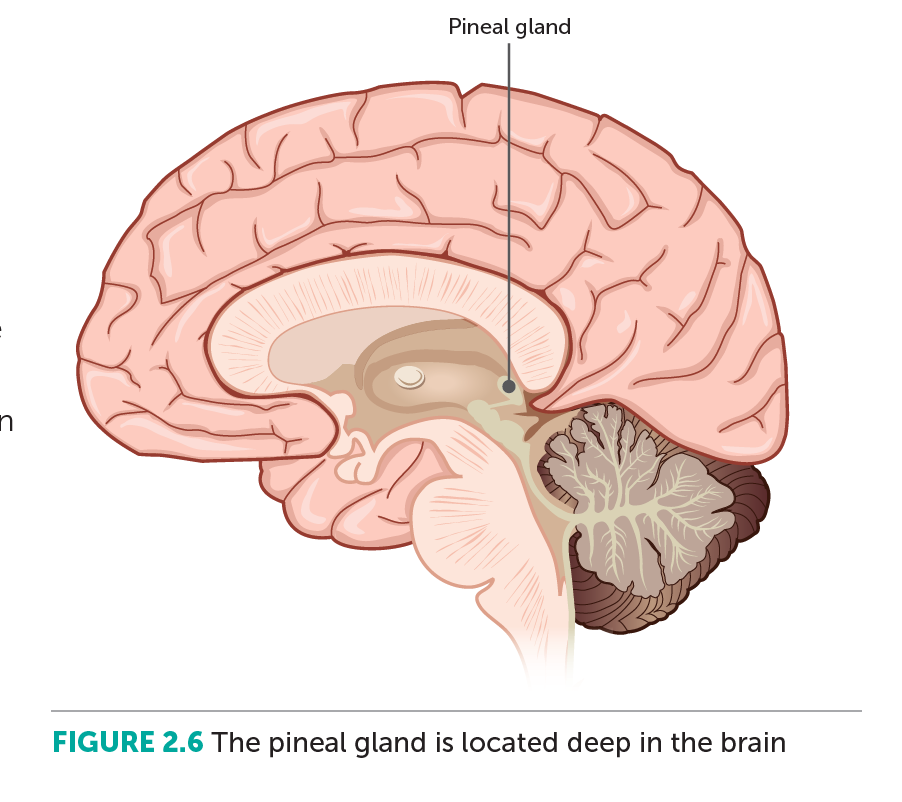 Pineal gland
n
FIGURE 2.6 The pineal gland is located deep in the brain